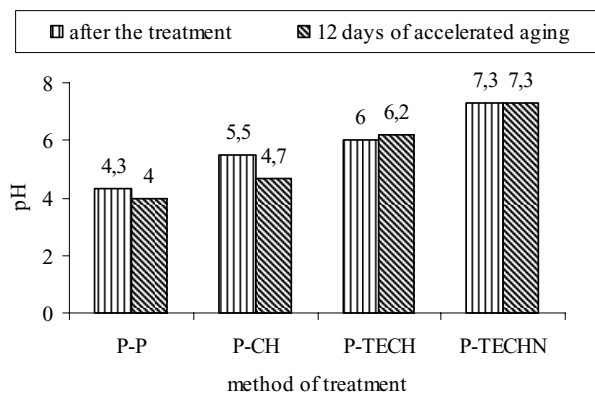 after the treatment 12 days of accelerated aging
8
7,3 7,3
6 6,2
5,5
6
4,7
4,3 4
4
2
0
pH
P-P P-CH P-TECH P-TECHN
method of treatment